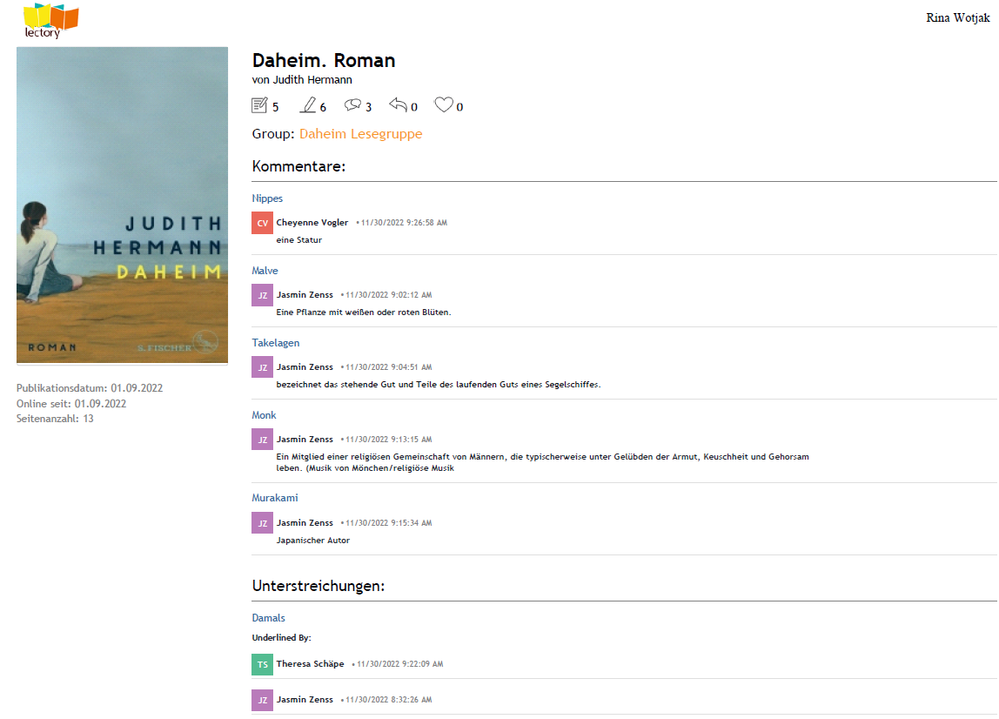 lectory
Rina Wotjak
JUDITH
HERMANN
DAHEIM
ROMAN
S. FISCHER
Publikationsdatum: 01.09.2022
Online seit: 01.09.2022
Seitenanzahl: 13
Daheim. Roman
von Judith Hermann
5 6 3 0 0
Group: Daheim Lesegruppe
Kommentare:
Nippes
CV Cheyenne Vogler • 11/30/2022 9:26:58 AM
eine Statur
Malve
JZ Jasmin Zenss • 11/30/2022 9:02:12 AM
Eine Pflanze mit weißen oder roten Blüten.
Takelagen
JZ Jasmin Zenss • 11/30/2022 9:04:51 AM
bezeichnet das stehende Gut und Teile des laufenden Guts eines Segelschiffes.
Monk
JZ Jasmin Zenss • 11/30/2022 9:13:15 AM
Ein Mitglied einer religiösen Gemeinschaft von Männern, die typischerweise unter Gelübden der Armut, Keuschheit und Gehorsam
leben. (Musik von Mönchen/religiöse Musik
Murakami
JZ Jasmin Zenss • 11/30/2022 9:15:34 AM
Japanischer Autor
Unterstreichungen:
Damals
Underlined By:
TS Theresa Schäpe • 11/30/2022 9:22:09 AM
JZ Jasmin Zenss • 11/30/2022 8:32:26 AM